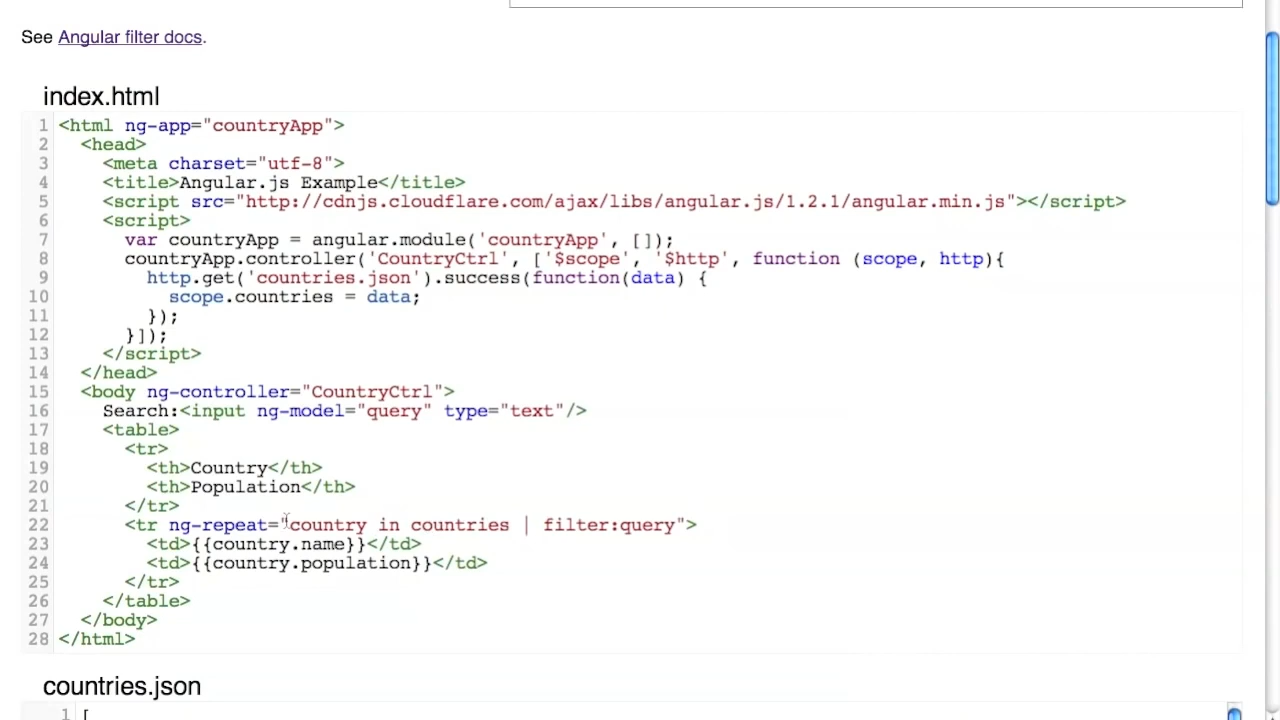 See Angular filter docs.
index.html
1 <html ng-app="countryApp">
2 <head>
3 <meta charset="utf-8">
4 <title>Angular.js Example</title>
5 <script src="http://cdnjs.cloudflare.com/ajax/libs/angular.js/1.2.1/angular.min.js"></script>
6 <script>
7 var countryApp = angular.module('countryApp', []);
8 countryApp.controller('CountryCtrl', ['$scope', '$http', function (scope, http){
9 http.get('countries.json').success(function(data) {
10 scope.countries = data;
11 });
12 }]);
13 </script>
14 </head>
15 <body ng-controller="CountryCtrl">
16 Search:<input ng-model="query" type="text"/>
17 <table>
18 <tr>
19 <th>Country</th>
20 <th>Population</th>
21 </tr>
22 <tr ng-repeat="country in countries | filter:query">
23 <td>{{country.name}}</td>
24 <td>{{country.population}}</td>
25 </tr>
26 </table>
27 </body>
28 </html>
countries.json
1 [